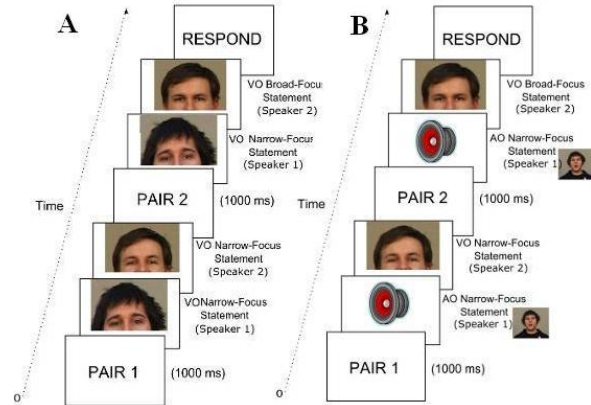 A
RESPOND
VO Broad-Focus
Statement
(Speaker 2)
VO Narrow-Focus
Statement
(Speaker 1)
PAIR 2
(1000 ms)
Time
VO Narrow-Focus
Statement
(Speaker 2)
VONarrow-Focus
Statement
(Speaker 1)
PAIR 1
(1000 ms)
0
B
RESPOND
VO Broad-Focus
Statement
(Speaker 2)
AO Narrow-Focus
Statement
(Speaker 1)
PAIR 2
(1000 ms)
Time
VO Narrow-Focus
Statement
(Speaker 2)
AO Narrow-Focus
Statement
(Speaker 1)
PAIR 1
(1000 ms)
0